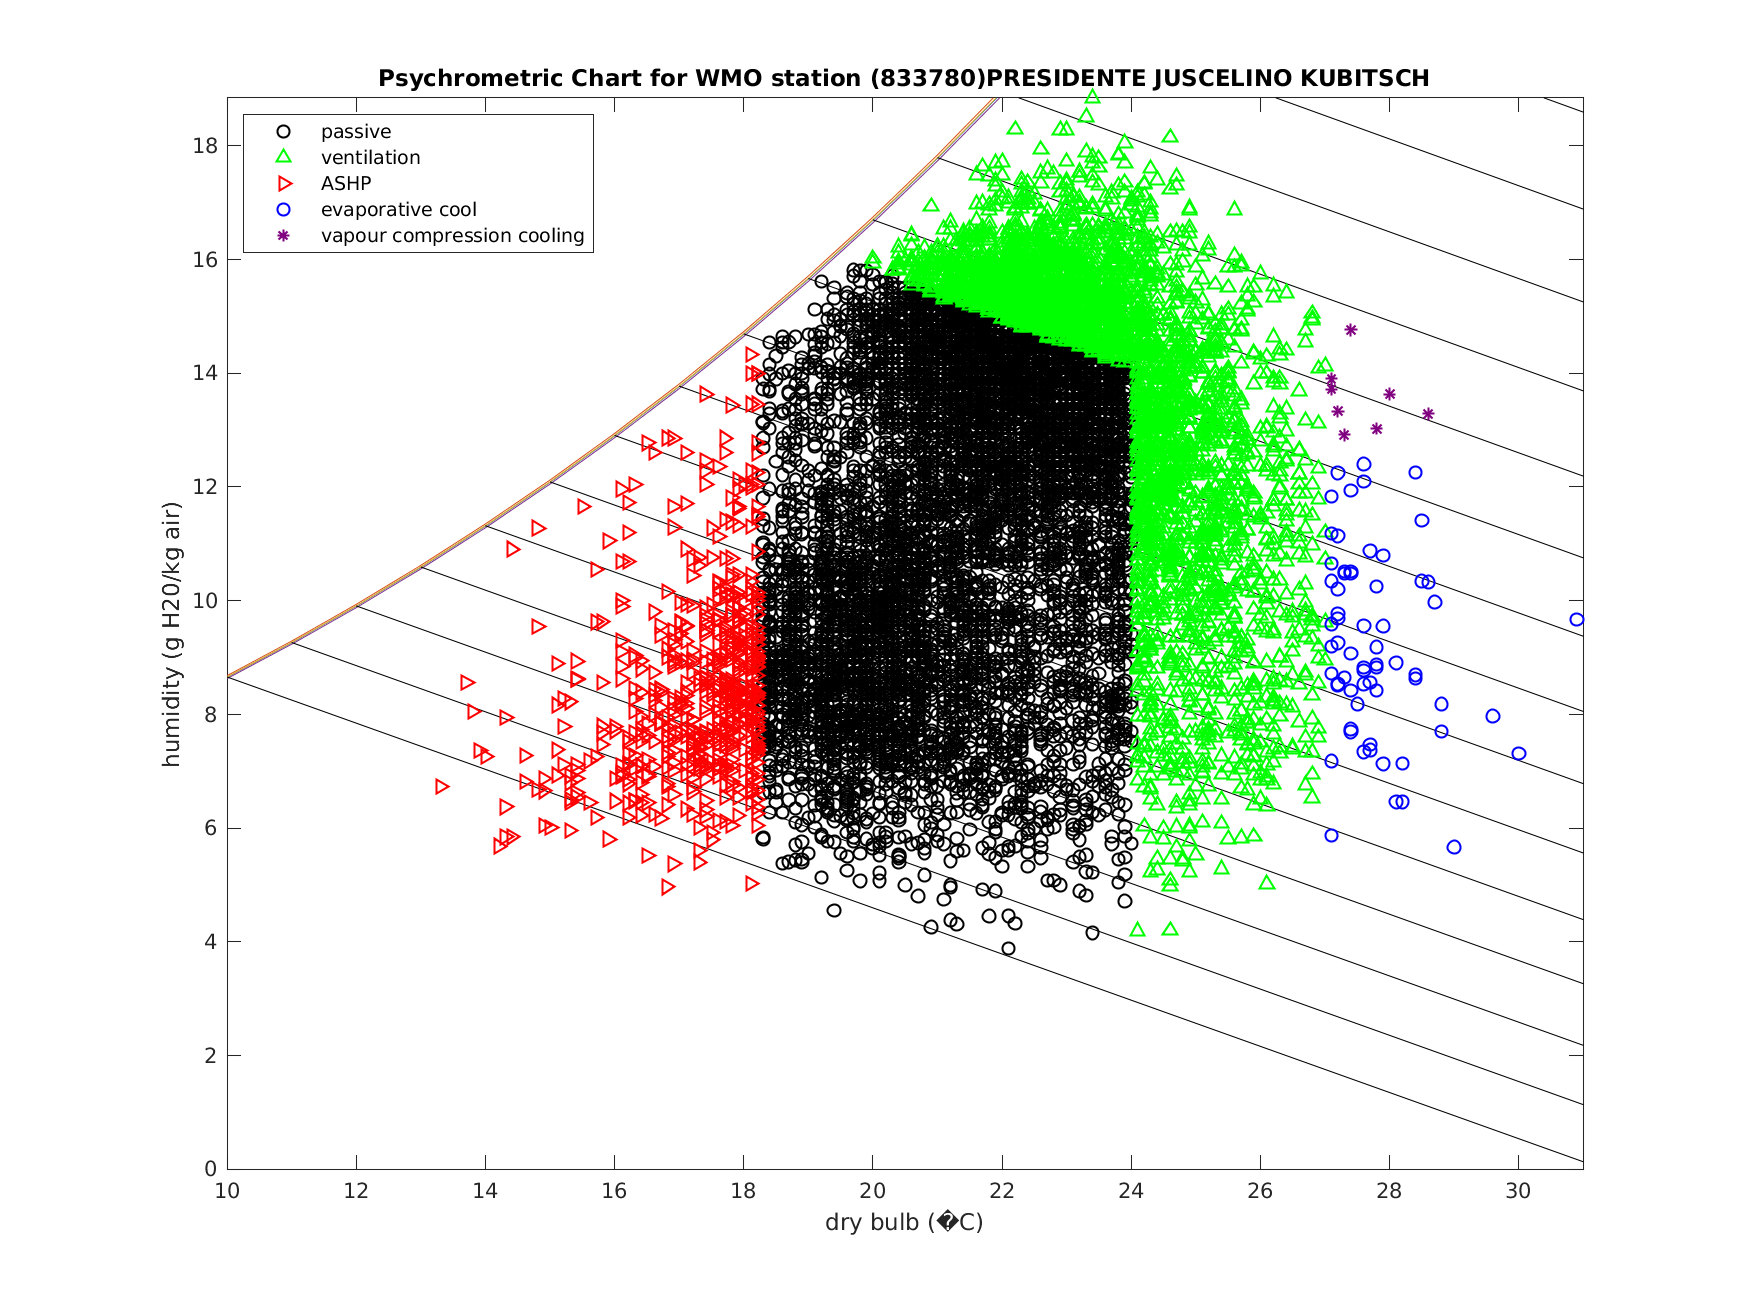 Psychrometric Chart for WMO station (833780)PRESIDENTE JUSCELINO KUBITSCH
passive
ventilation
ASHP
evaporative cool
vapour compression cooling
humidity (g H20/kg air)
18
16
14
12
10
8
6
4
2
0
10 12 14 16 18 20 22 24 26 28 30
dry bulb (�C)